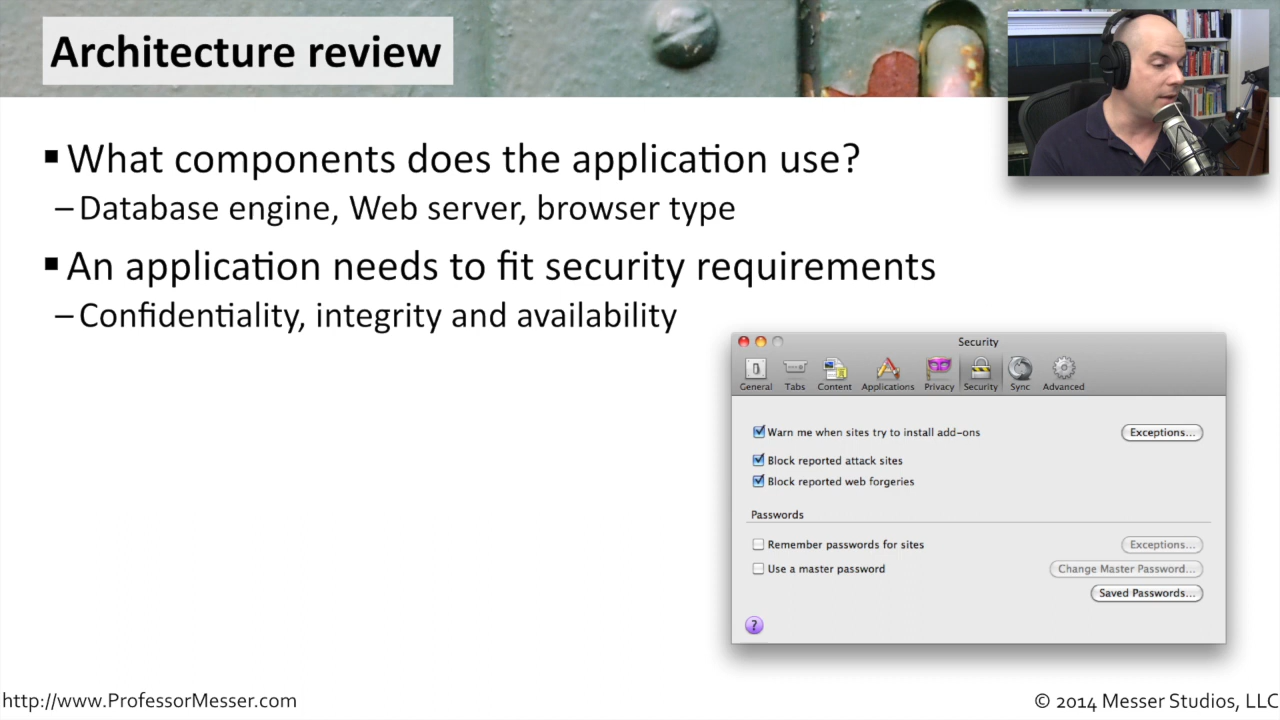 Architecture review
▪ What components does the application use?
– Database engine, Web server, browser type
▪ An application needs to fit security requirements
– Confidentiality, integrity and availability
Security
General Tabs Content Applications Privacy Security Sync Advanced
Warn me when sites try to install add-ons Exceptions...
Block reported attack sites
Block reported web forgeries
Passwords
Remember passwords for sites Exceptions...
Use a master password Change Master Password...
Saved Passwords...
?
http://www.ProfessorMesser.com © 2014 Messer Studios, LLC